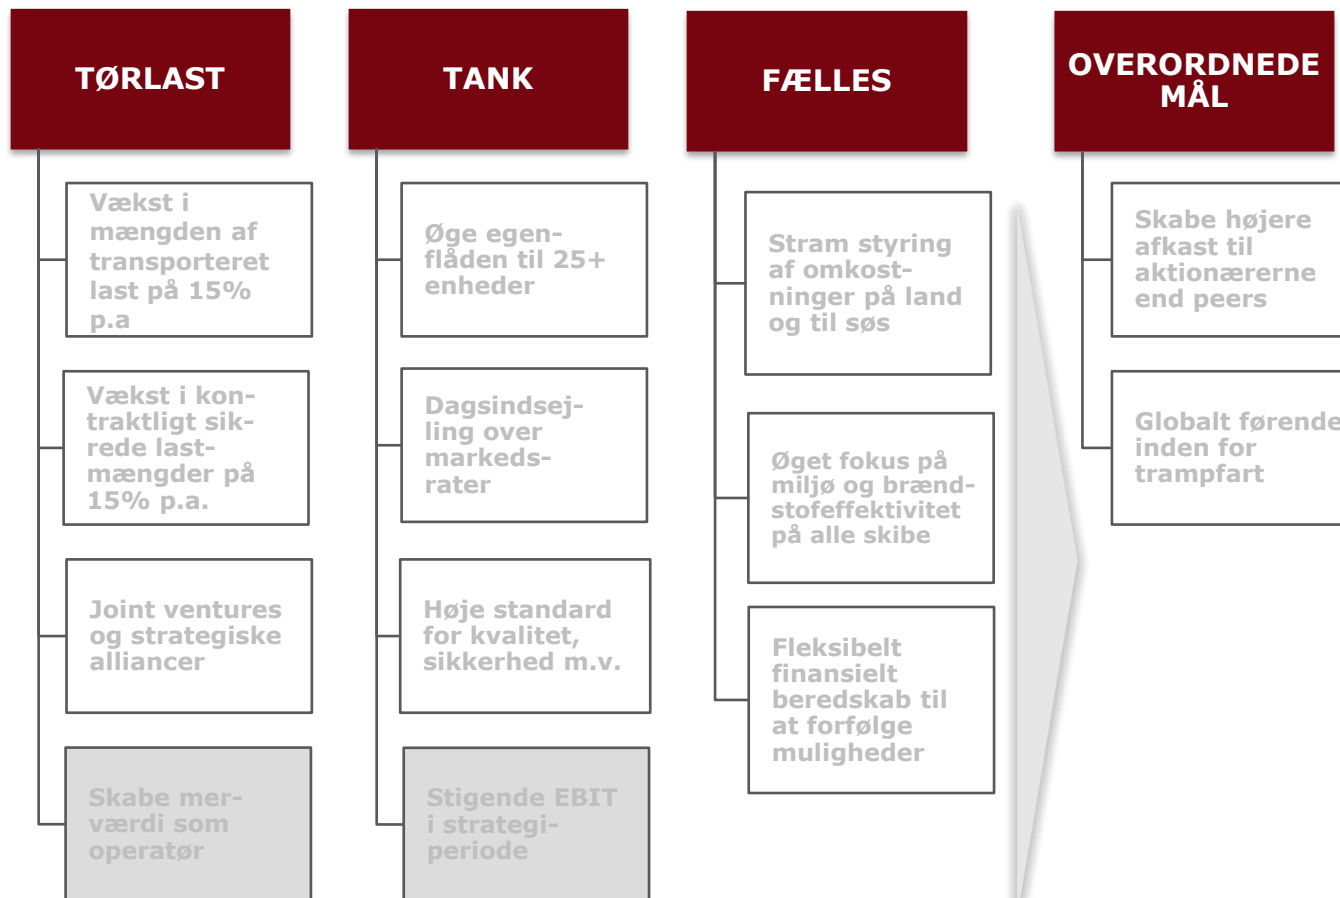 TØRLAST
Vækst i
mængden af
transporteret
last på 15%
p.a
Vækst i kon-
traktligt sik-
rede last-
mængder på
15% p.a.
Joint ventures
og strategiske
alliancer
Skabe mer-
værdi som
operatør
TANK
Øge egen-
flåden til 25+
enheder
Dagsindsej-
ling over
markeds-
rater
Høje standard
for kvalitet,
sikkerhed m.v.
Stigende EBIT
i strategi-
periode
FÆLLES
Stram styring
af omkost-
ninger på land
og til søs
Øget fokus på
miljø og brænd-
stofeffektivitet
på alle skibe
Fleksibelt
finansielt
beredskab til
at forfølge
muligheder
OVERORDNEDE
MÅL
Skabe højere
afkast til
aktionærerne
end peers
Globalt førende
inden for
trampfart